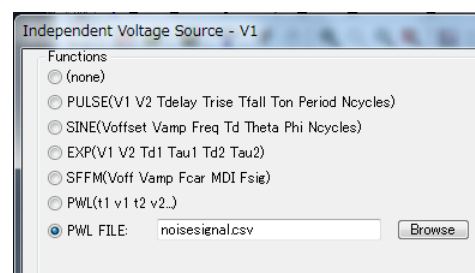 Independent Voltage Source - V1
Functions
(none)
PULSE(V1 V2 Tdelay Trise Tfall Ton Period Ncycles)
SINE(Voffset Vamp Freq Td Theta Phi Ncycles)
EXP(V1 V2 Td1 Tau1 Td2 Tau2)
SFFM(Voff Vamp Fcar MDI Fsig)
PWL(t1 v1 t2 v2...)
PWL FILE: noisesignal.csv Browse